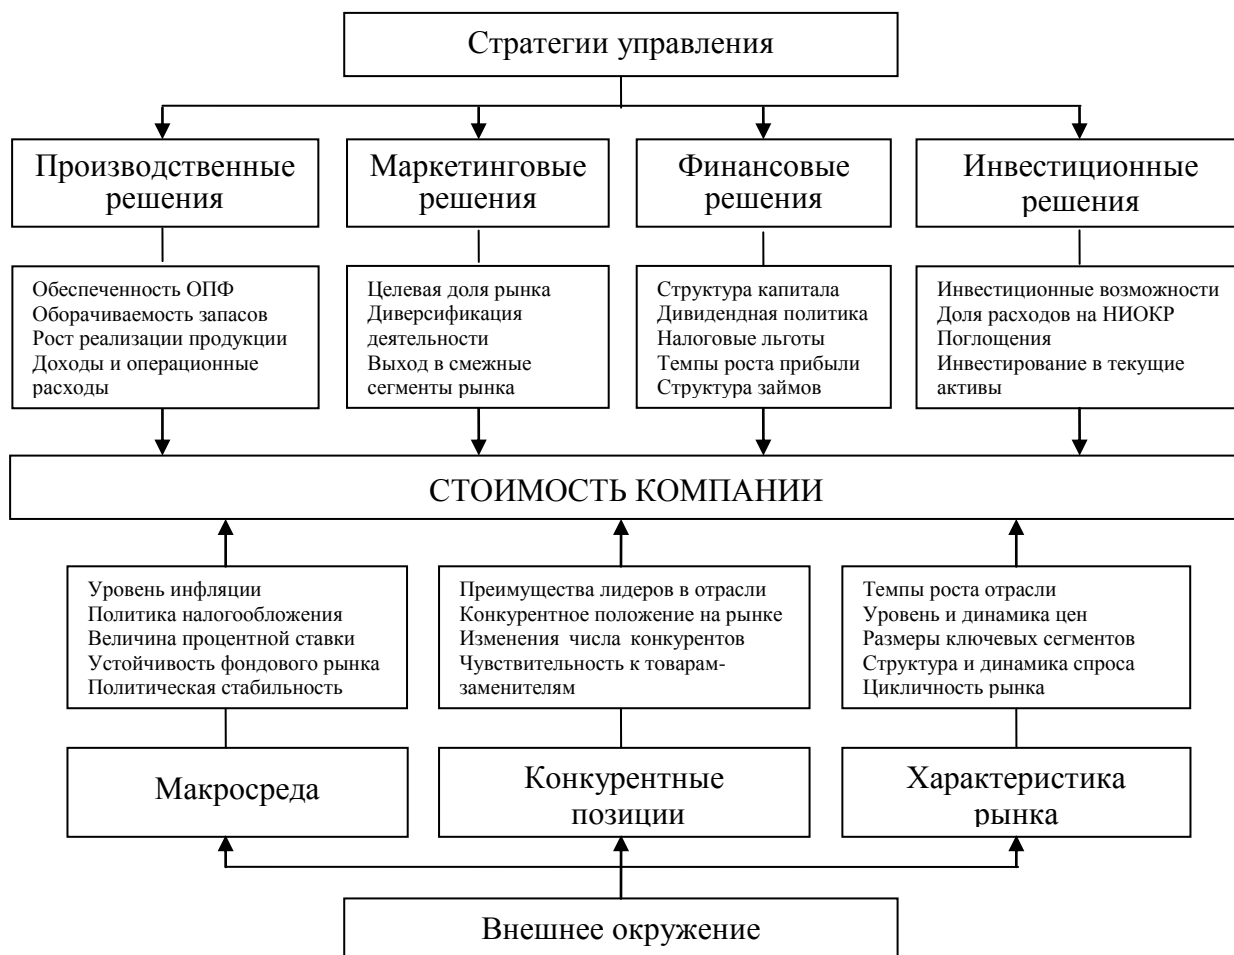 Стратегии управления
Производственные
решения
Маркетинговые
решения
Финансовые
решения
Инвестиционные
решения
Обеспеченность ОПФ
Оборачиваемость запасов
Рост реализации продукции
Доходы и операционные
расходы
Целевая доля рынка
Диверсификация
деятельности
Выход в смежные
сегменты рынка
Структура капитала
Дивидендная политика
Налоговые льготы
Темпы роста прибыли
Структура займов
Инвестиционные возможности
Доля расходов на НИОКР
Поглощения
Инвестирование в текущие
активы
СТОИМОСТЬ КОМПАНИИ
Уровень инфляции
Политика налогообложения
Величина процентной ставки
Устойчивость фондового рынка
Политическая стабильность
Преимущества лидеров в отрасли
Конкурентное положение на рынке
Изменения числа конкурентов
Чувствительность к товарам-
заменителям
Темпы роста отрасли
Уровень и динамика цен
Размеры ключевых сегментов
Структура и динамика спроса
Цикличность рынка
Макросреда
Конкурентные
позиции
Характеристика
рынка
Внешнее окружение